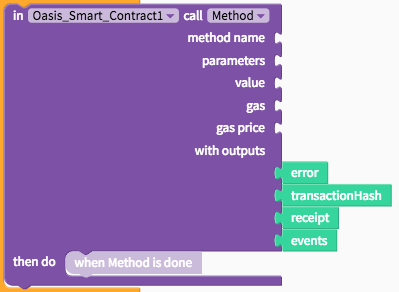 in Oasis_Smart_Contract1 call Method
method name
parameters
value
gas
gas price
with outputs
error
transactionHash
receipt
events
then do when Method is done